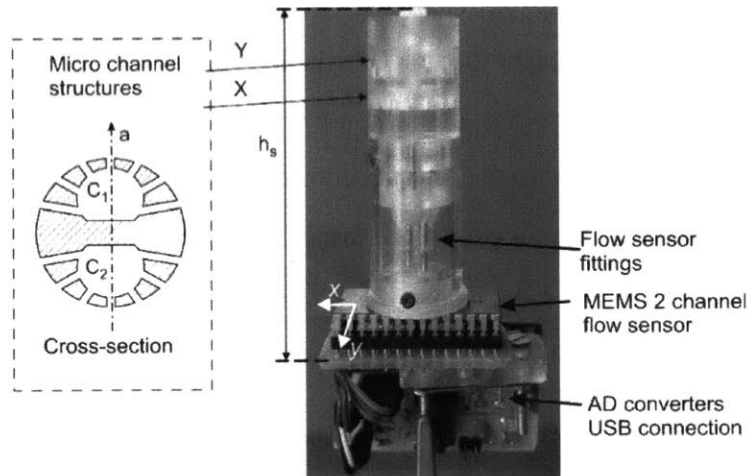 Micro channel
structures
a
C1
C2
Cross-section
Y
X
hs
x
y
Flow sensor
fittings
MEMS 2 channel
flow sensor
AD converters
USB connection